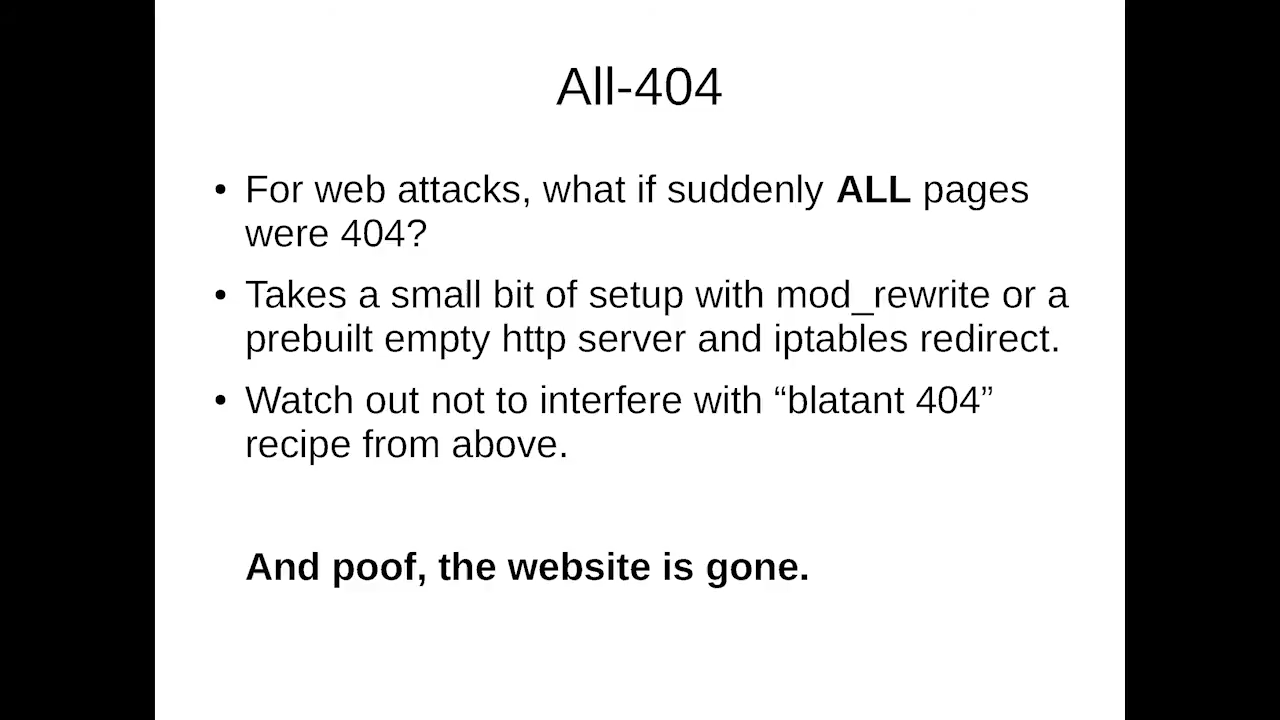 All-404
• For web attacks, what if suddenly ALL pages
were 404?
• Takes a small bit of setup with mod_rewrite or a
prebuilt empty http server and iptables redirect.
• Watch out not to interfere with “blatant 404”
recipe from above.
And poof, the website is gone.